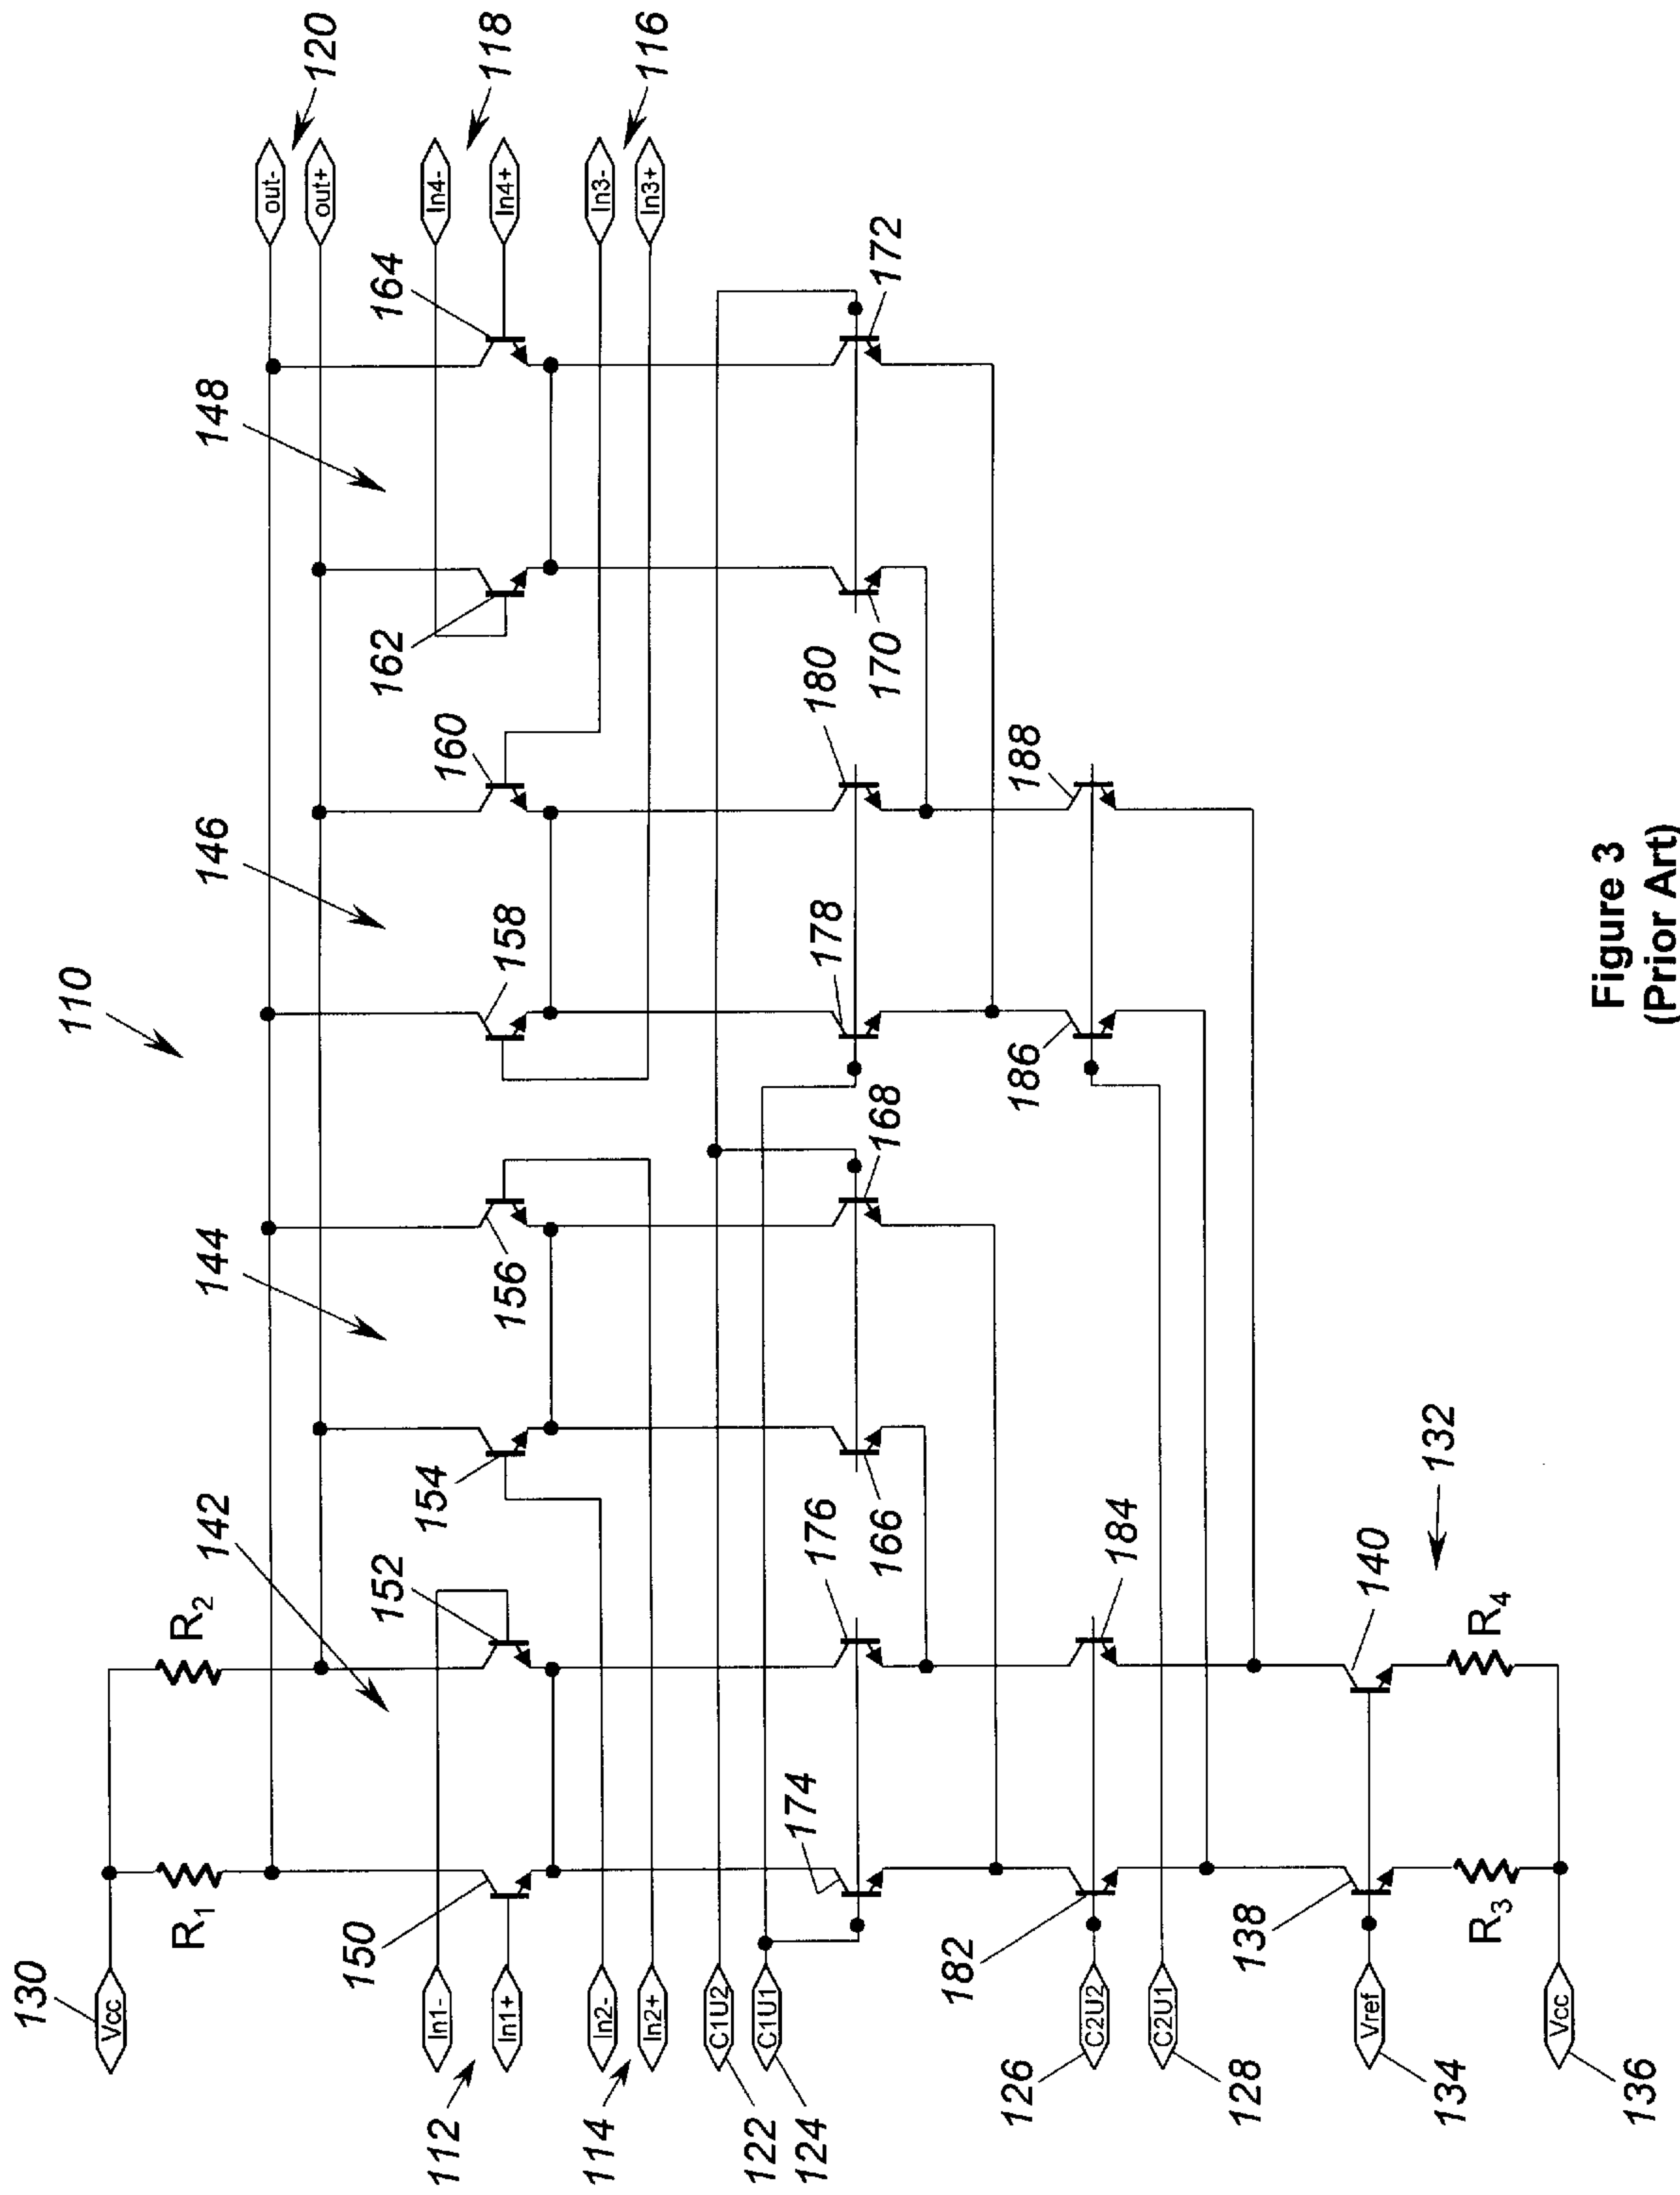 110
120
118
116
142
144
146
148
130
Vcc
R1
R2
out-
out+
In4-
In4+
In3-
In3+
112
In1-
In1+
150
152
154
156
158
160
162
164
114
In2-
In2+
122
C1U2
124
C1U1
174
176
166
168
178
180
170
172
126
C2U2
128
C2U1
182
184
186
188
134
Vref
138
140
132
136
Vcc
R3
R4
Figure 3
(Prior Art)